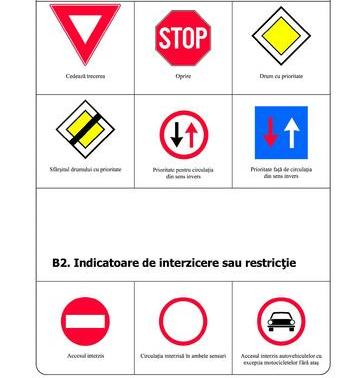 STOP
Cedează trecerea
Oprire
Drum cu prioritate
Sfârşitul drumului cu prioritate
Prioritate pentru circulaţia
din sens invers
Prioritate faţă de circulaţia
din sens invers
B2. Indicatoare de interzicere sau restricţie
Accesul interzis
Circulaţia interzisă în ambele sensuri
Accesul interzis autovehiculelor cu
excepţia motocicletelor fără ataş